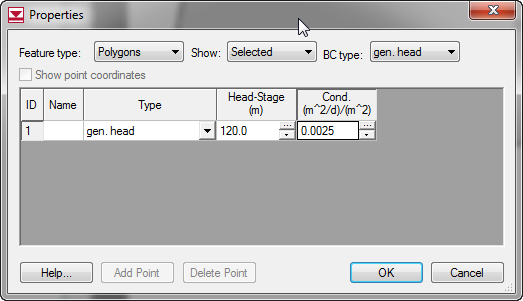 Properties
Feature type: Polygons Show: Selected BC type: gen. head
Show point coordinates
ID Name Type Head-Stage (m) Cond. (m^2/d)/(m^2)
1 gen. head 120.0 ... 0.0025 ...
Help... Add Point Delete Point OK Cancel